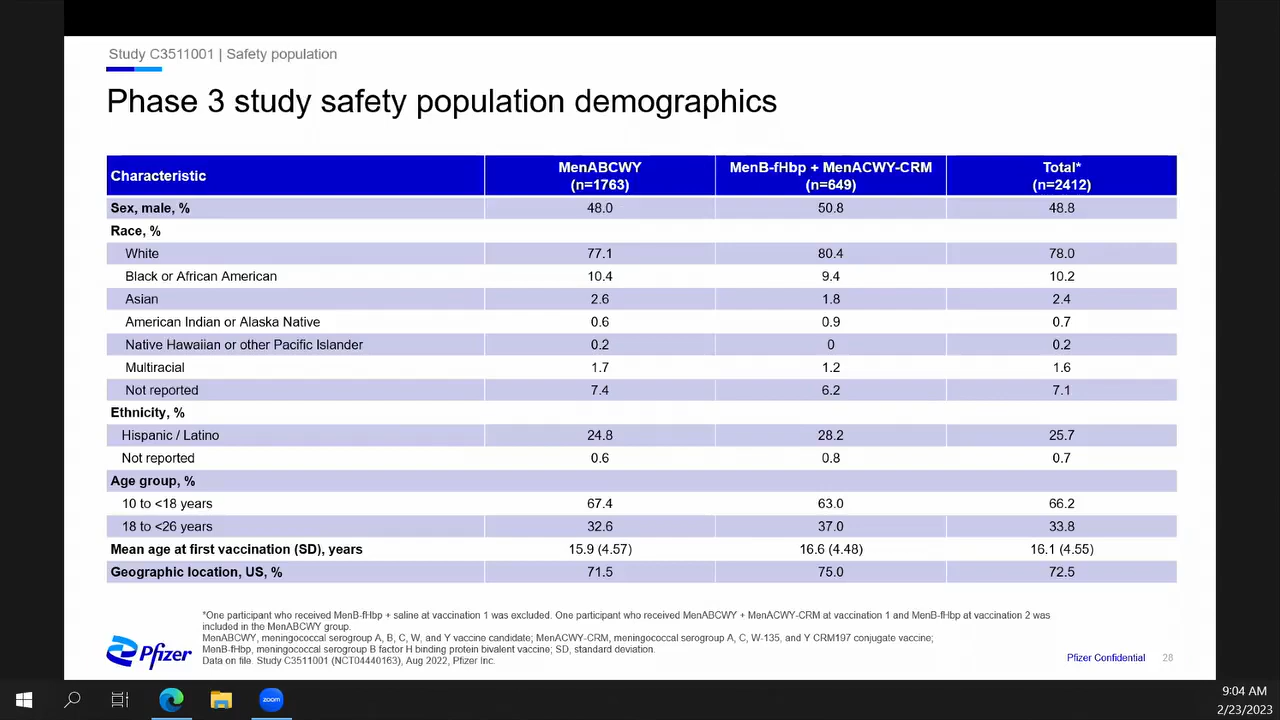 Study C3511001 | Safety population
Phase 3 study safety population demographics
Characteristic MenABCWY (n=1763) MenB-fHbp + MenACWY-CRM (n=649) Total* (n=2412)
Sex, male, % 48.0 50.8 48.8
Race, %
White 77.1 80.4 78.0
Black or African American 10.4 9.4 10.2
Asian 2.6 1.8 2.4
American Indian or Alaska Native 0.6 0.9 0.7
Native Hawaiian or other Pacific Islander 0.2 0 0.2
Multiracial 1.7 1.2 1.6
Not reported 7.4 6.2 7.1
Ethnicity, %
Hispanic / Latino 24.8 28.2 25.7
Not reported 0.6 0.8 0.7
Age group, %
10 to <18 years 67.4 63.0 66.2
18 to <26 years 32.6 37.0 33.8
Mean age at first vaccination (SD), years 15.9 (4.57) 16.6 (4.48) 16.1 (4.55)
Geographic location, US, % 71.5 75.0 72.5
*One participant who received MenB-fHbp + saline at vaccination 1 was excluded. One participant who received MenABCWY + MenACWY-CRM at vaccination 1 and MenB-fHbp at vaccination 2 was
included in the MenABCWY group.
MenABCWY, meningococcal serogroup A, B, C, W, and Y vaccine candidate; MenACWY-CRM, meningococcal serogroup A, C, W-135, and Y CRM197 conjugate vaccine;
MenB-fHbp, meningococcal serogroup B factor H binding protein bivalent vaccine; SD, standard deviation.
Data on file. Study C3511001 (NCT04440163), Aug 2022, Pfizer Inc.
Pfizer
Pfizer Confidential 28
zoom
9:04 AM
2/23/2023